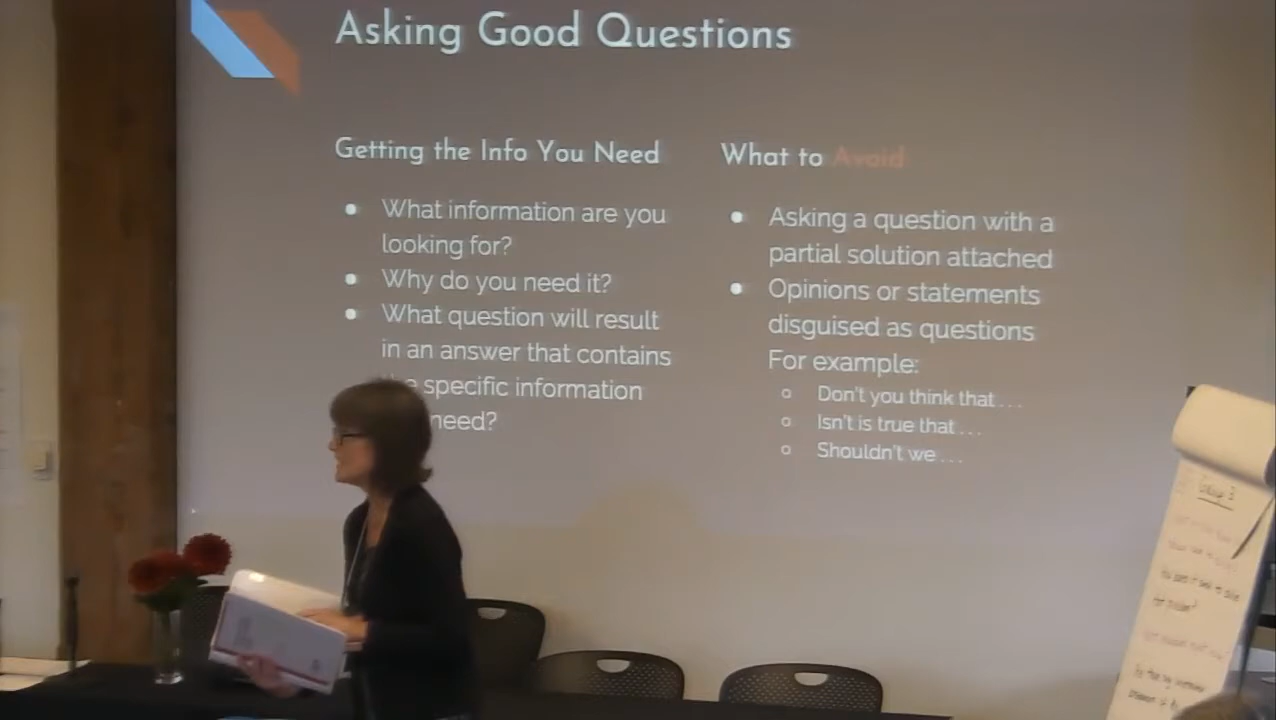 Asking Good Questions
Getting the Info You Need
What information are you
looking for?
Why do you need it?
What question will result
in an answer that contains
specific information
need?
What to Avoid
Asking a question with a
partial solution attached
Opinions or statements
disguised as questions
For example:
Don't you think that . . .
Isn't is true that . . .
Shouldn't we . . .